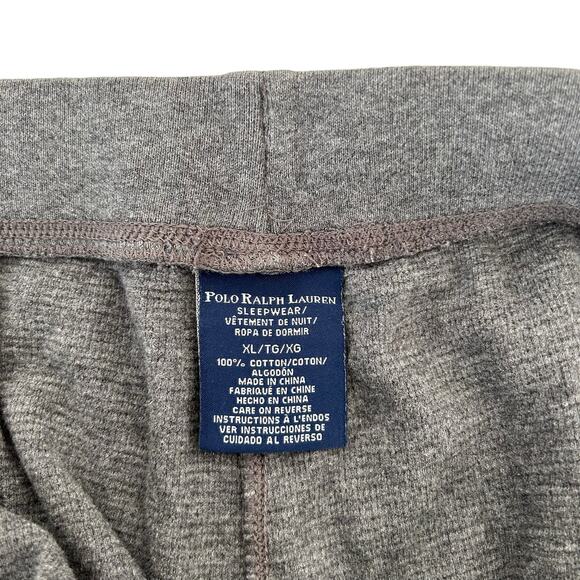 POLO RALPH LAUREN
SLEEPWEAR/
VÊTEMENT DE NUIT/
ROPA DE DORMIR
XL/TG/XG
100% COTTON/COTON/
ALGODÓN
MADE IN CHINA
FABRIQUÉ EN CHINE
HECHO EN CHINA
CARE ON REVERSE
INSTRUCTIONS À L'ENDOS
VER INSTRUCCIONES DE
CUIDADO AL REVERSO